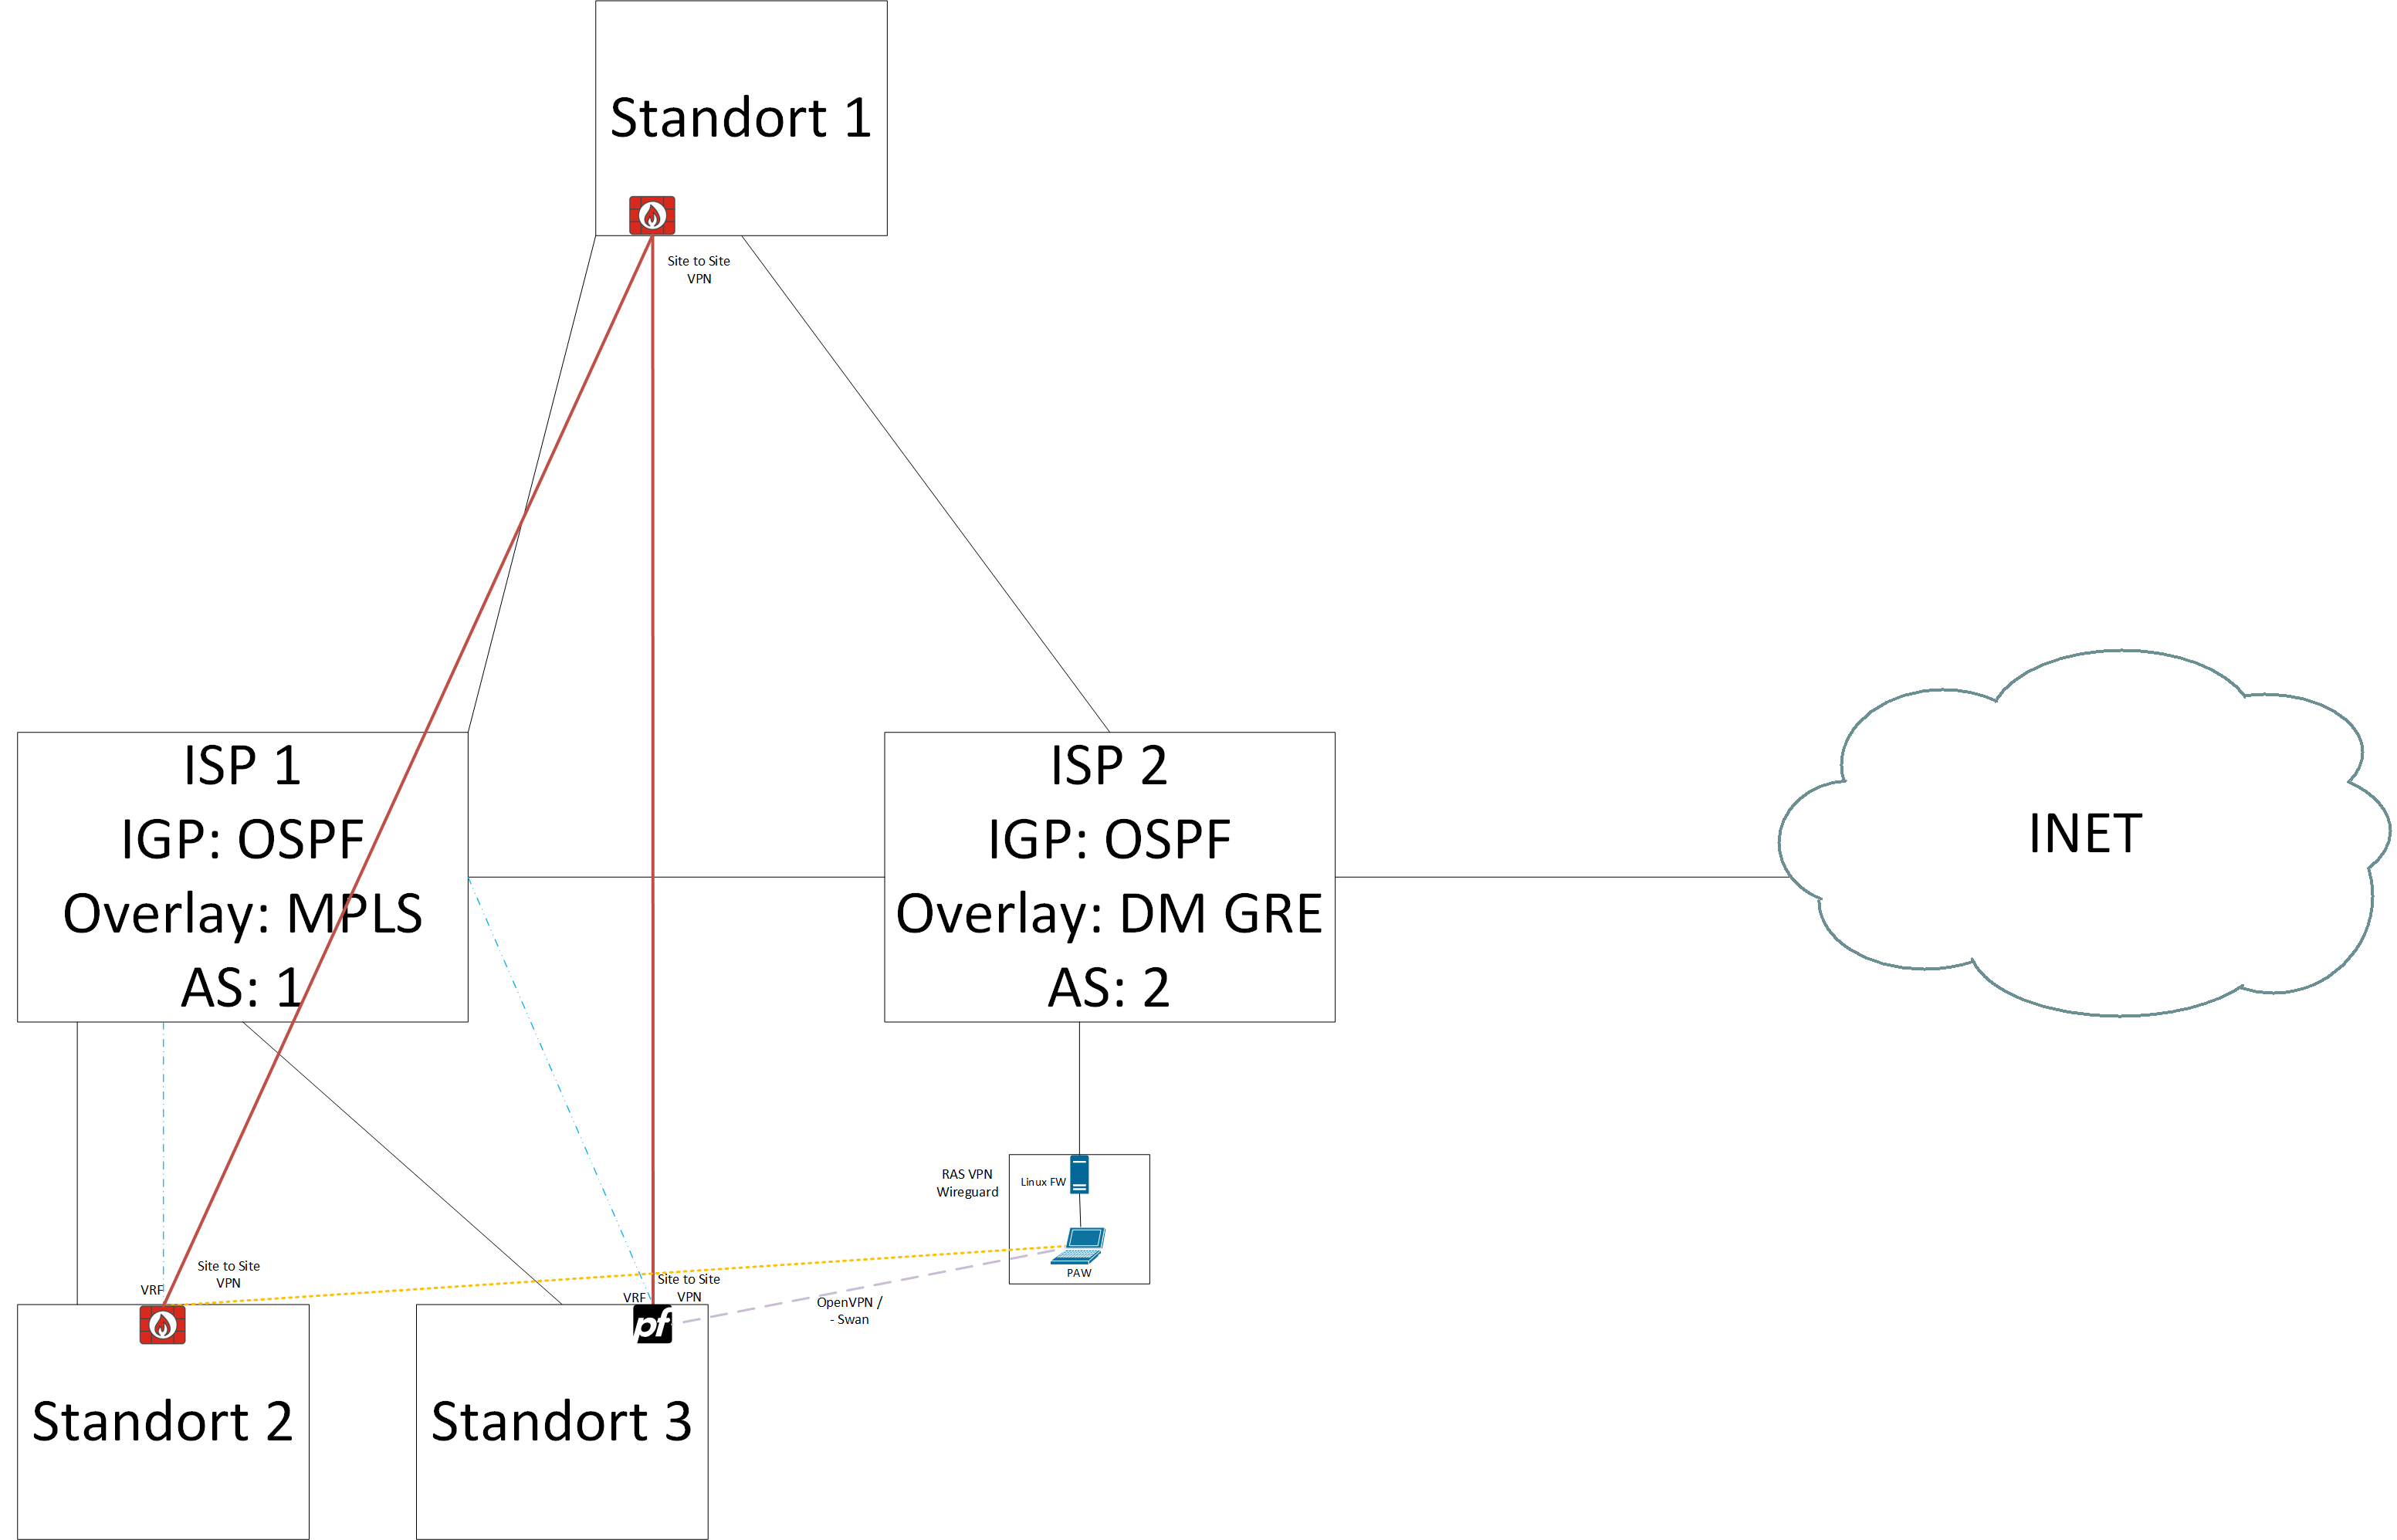 Standort 1
Site to Site
VPN
ISP 1
IGP: OSPF
Overlay: MPLS
AS: 1
ISP 2
IGP: OSPF
Overlay: DM GRE
AS: 2
INET
RAS VPN
Wireguard
Linux FW
PAW
Site to Site
VPN
VRF
Site to Site
VPN
VRF
OpenVPN /
- Swan
pf
Standort 2
Standort 3